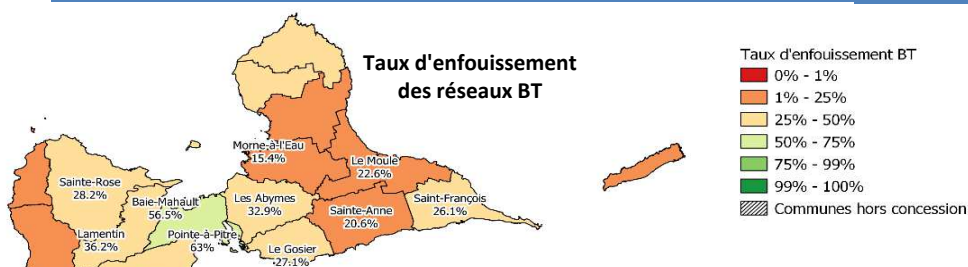 Taux d'enfouissement
des réseaux BT
Taux d'enfouissement BT
0% - 1%
1% - 25%
25% - 50%
50% - 75%
75% - 99%
99% - 100%
Communes hors concession
Morne-à-l'Eau
15.4%
Le Moule
22.6%
Sainte-Rose
28.2%
Baie-Mahault
56.5%
Les Abymes
32.9%
Saint-François
26.1%
Sainte-Anne
20.6%
Lamentin
36.2%
Pointe-à-Pitre
63%
Le Gosier
27.1%